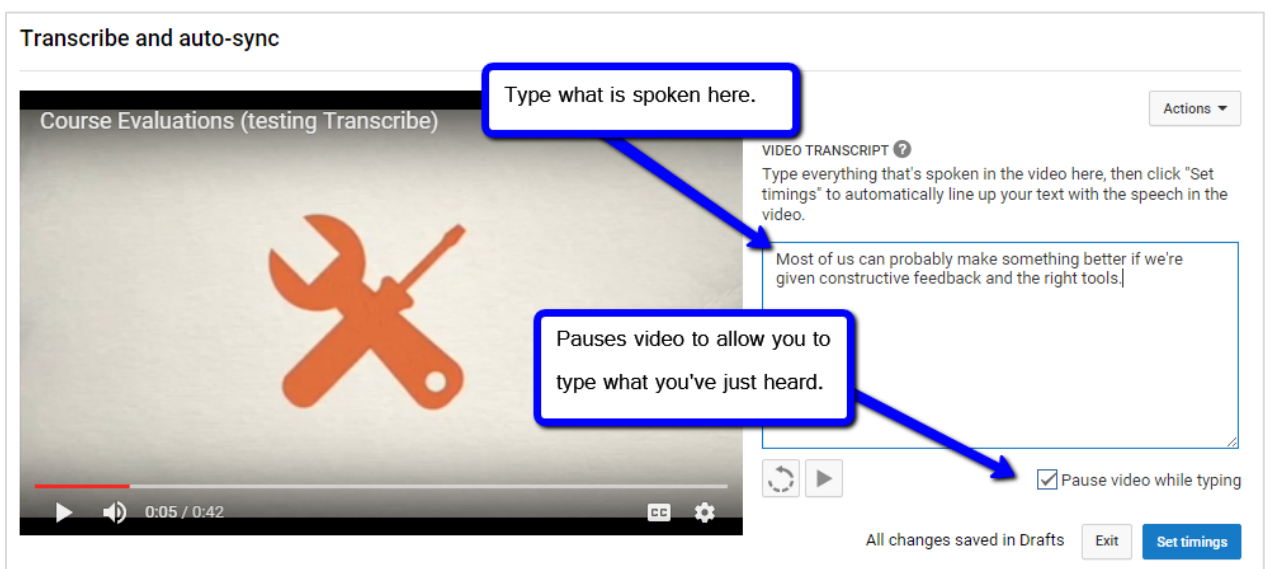 Transcribe and auto-sync
Type what is spoken here.
Course Evaluations (testing Transcribe)
Actions
VIDEO TRANSCRIPT ?
Type everything that's spoken in the video here, then click "Set
timings" to automatically line up your text with the speech in the
video.
Most of us can probably make something better if we're
given constructive feedback and the right tools.
Pauses video to allow you to
type what you've just heard.
Pause video while typing
0:05 / 0:42
CC
All changes saved in Drafts
Exit
Set timings